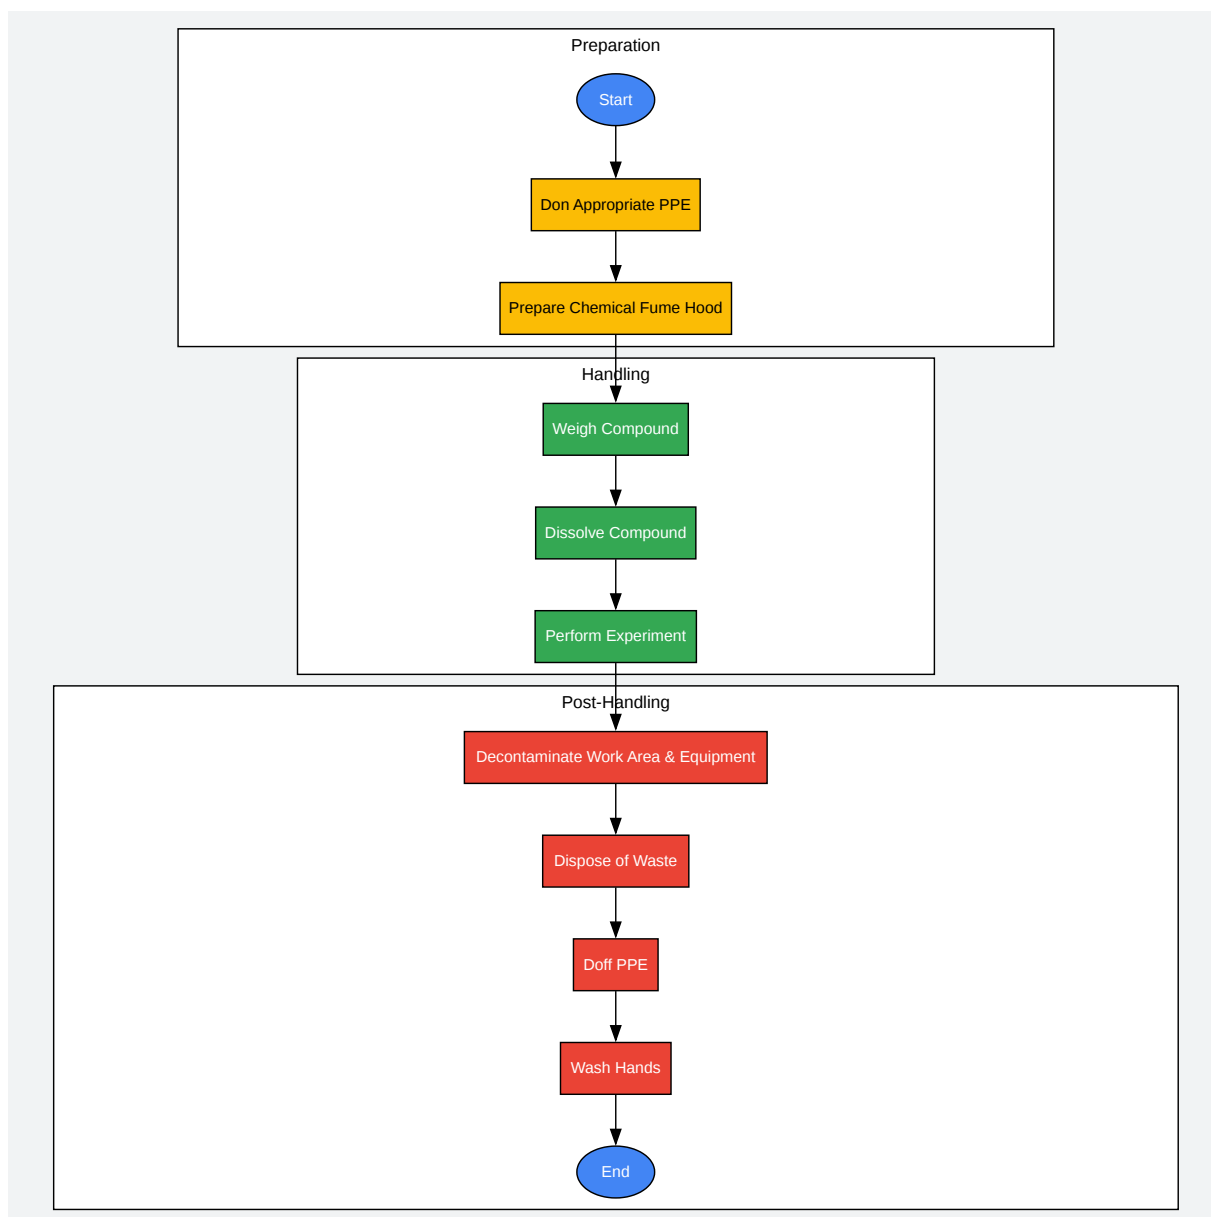 Preparation
Start
Don Appropriate PPE
Prepare Chemical Fume Hood
Handling
Weigh Compound
Dissolve Compound
Perform Experiment
Post-Handling
Decontaminate Work Area & Equipment
Dispose of Waste
Doff PPE
Wash Hands
End